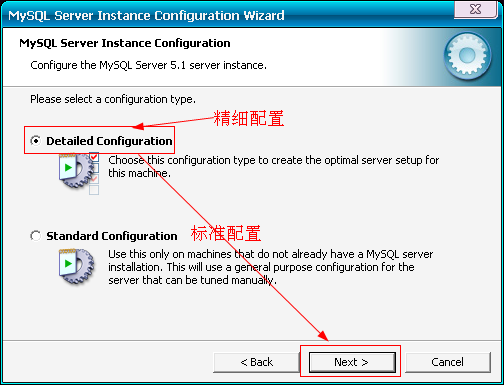 MySQL Server Instance Configuration Wizard
MySQL Server Instance Configuration
Configure the MySQL Server 5.1 server instance.
Please select a configuration type.
精细配置
Detailed Configuration
Choose this configuration type to create the optimal server setup for
this machine.
标准配置
Standard Configuration
Use this only on machines that do not already have a MySQL server
installation. This will use a general purpose configuration for the
server that can be tuned manually.
< Back
Next >
Cancel